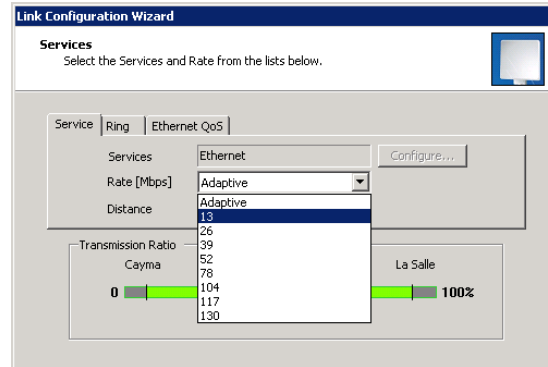 Link Configuration Wizard
Services
Select the Services and Rate from the lists below.
Service Ring Ethernet QoS
Services Ethernet Configure...
Rate [Mbps] Adaptive
Distance
Adaptive
13
26
39
52
78
104
117
130
Transmission Ratio
Cayma La Salle
0 100%